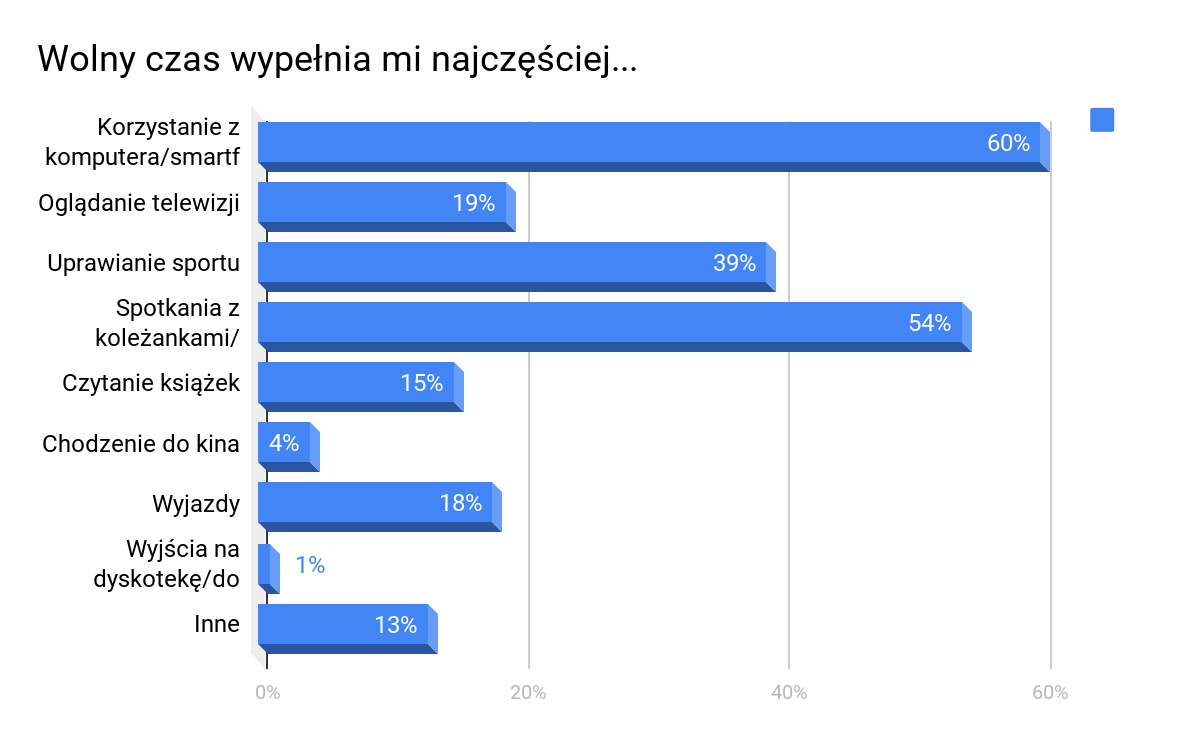 Wolny czas wypełnia mi najczęściej...
Korzystanie z
komputera/smartf
60%
Oglądanie telewizji
19%
Uprawianie sportu
39%
Spotkania z
koleżankami/
54%
Czytanie książek
15%
Chodzenie do kina
4%
Wyjazdy
18%
Wyjścia na
dyskotekę/do
1%
Inne
13%
0%
20%
40%
60%